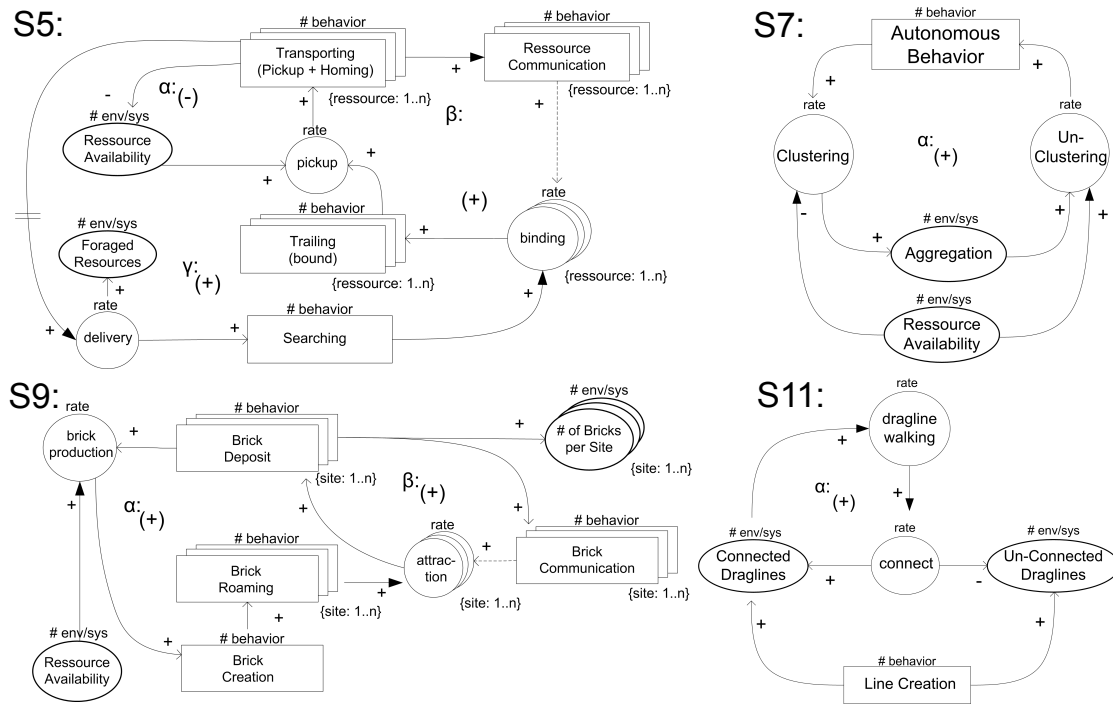 S5:
# behavior
Transporting
(Pickup + Homing)
{ressource: 1..n}
+
# behavior
Ressource
Communication
{ressource: 1..n}
+
-
α:
(-)
β:
# env/sys
Ressource
Availability
+
+
rate
pickup
+
# behavior
Trailing
(bound)
{ressource: 1..n}
+
(+)
rate
binding
{ressource: 1..n}
+
# env/sys
Foraged
Resources
γ:
(+)
+
rate
delivery
+
+
# behavior
Searching
S7:
# behavior
Autonomous
Behavior
+
+
rate
Clustering
rate
Un-
Clustering
α:
(+)
-
+
# env/sys
Aggregation
+
+
# env/sys
Ressource
Availability
S9:
rate
brick
production
+
# behavior
Brick
Deposit
{site: 1..n}
+
# env/sys
# of Bricks
per Site
{site: 1..n}
+
α:
(+)
β:
(+)
+
+
# behavior
Brick
Roaming
{site: 1..n}
+
rate
attrac-
tion
{site: 1..n}
+
# behavior
Brick
Communication
{site: 1..n}
+
# env/sys
Ressource
Availability
+
# behavior
Brick
Creation
S11:
rate
dragline
walking
+
α:
(+)
+
# env/sys
Connected
Draglines
+
rate
connect
-
# env/sys
Un-Connected
Draglines
+
+
# behavior
Line Creation